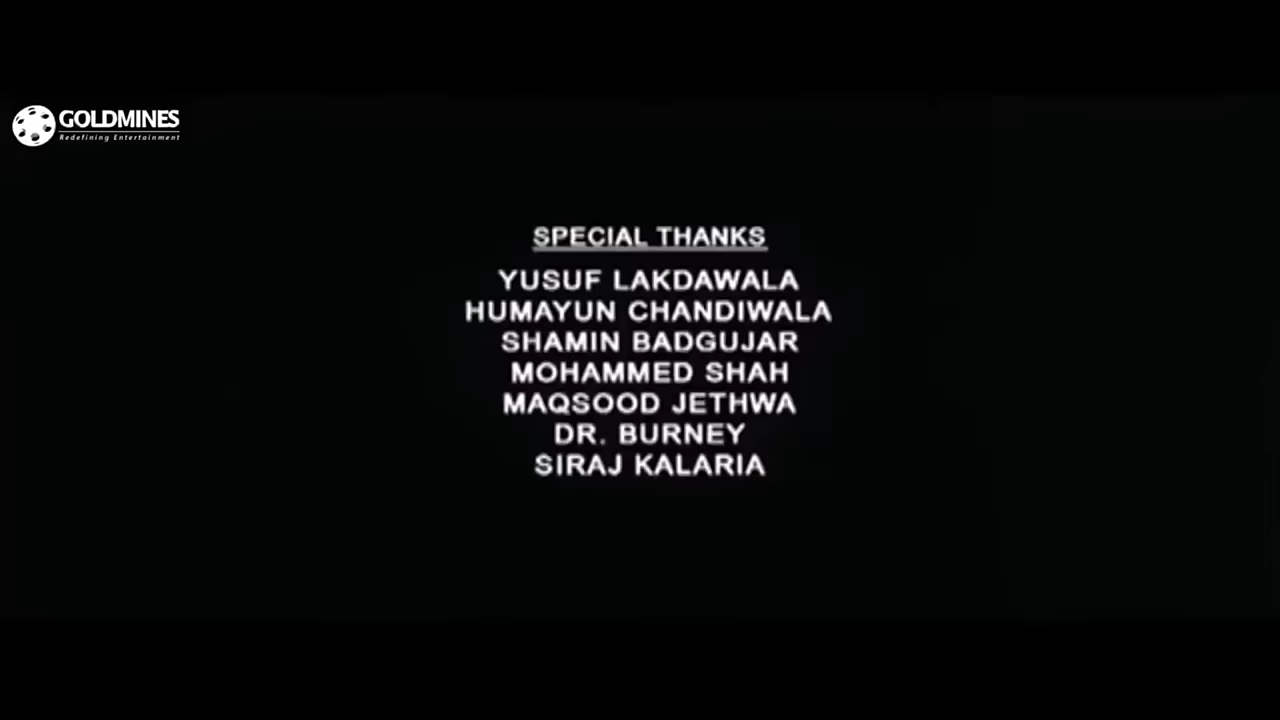 GOLDMINES
Redefining Entertainment
SPECIAL THANKS
YUSUF LAKDAWALA
HUMAYUN CHANDIWALA
SHAMIN BADGUJAR
MOHAMMED SHAH
MAQSOOD JETHWA
DR. BURNEY
SIRAJ KALARIA